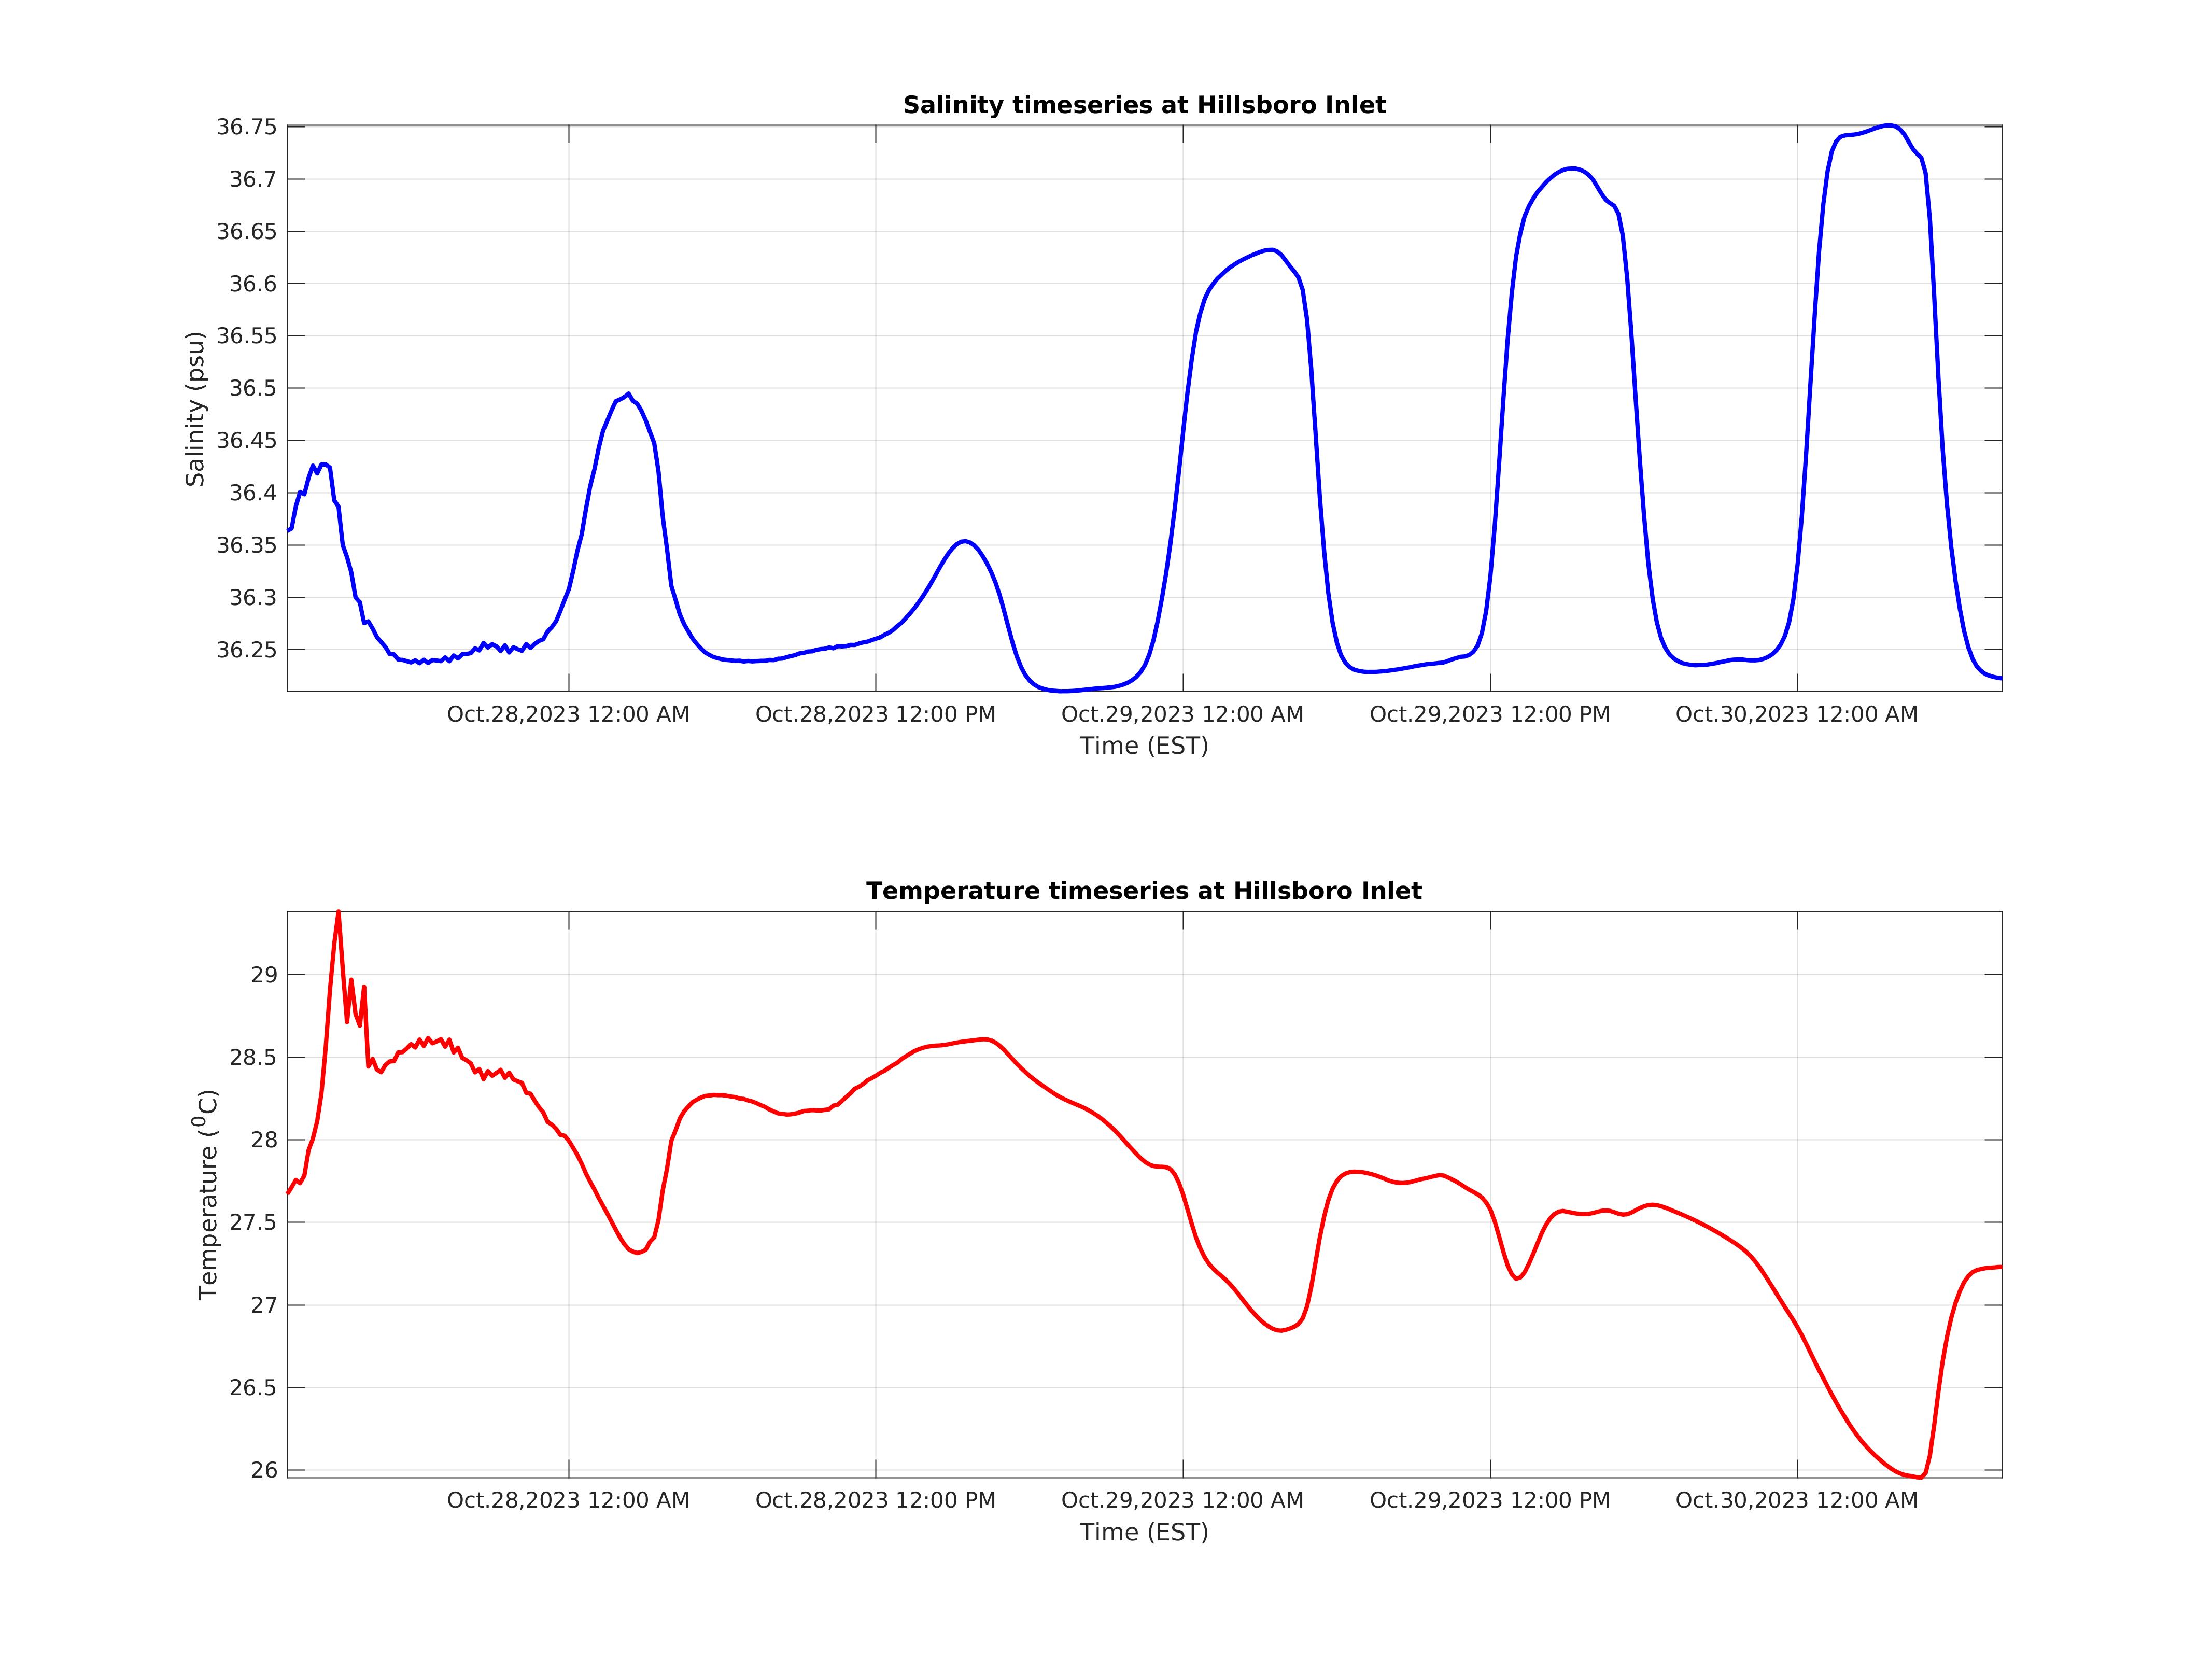 Salinity timeseries at Hillsboro Inlet
36.75
36.7
36.65
36.6
36.55
36.5
36.45
36.4
36.35
36.3
36.25
Salinity (psu)
Oct.28,2023 12:00 AM Oct.28,2023 12:00 PM Oct.29,2023 12:00 AM Oct.29,2023 12:00 PM Oct.30,2023 12:00 AM
Time (EST)
Temperature timeseries at Hillsboro Inlet
29
28.5
28
27.5
27
26.5
26
Temperature (⁰C)
Oct.28,2023 12:00 AM Oct.28,2023 12:00 PM Oct.29,2023 12:00 AM Oct.29,2023 12:00 PM Oct.30,2023 12:00 AM
Time (EST)